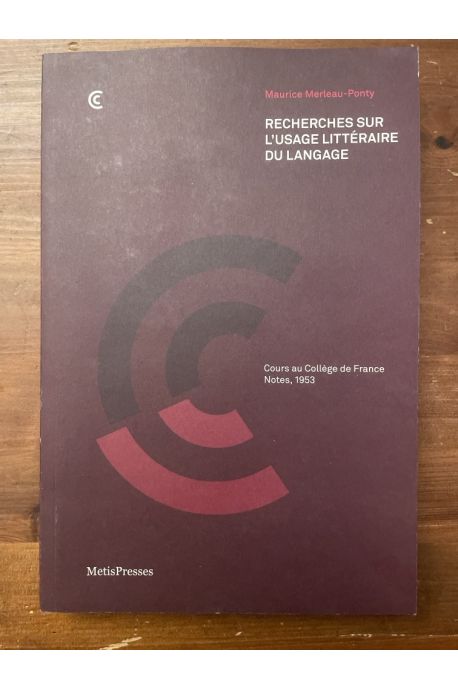 Maurice Merleau-Ponty
RECHERCHES SUR
L'USAGE LITTÉRAIRE
DU LANGAGE
Cours au Collège de France
Notes, 1953
MetisPresses